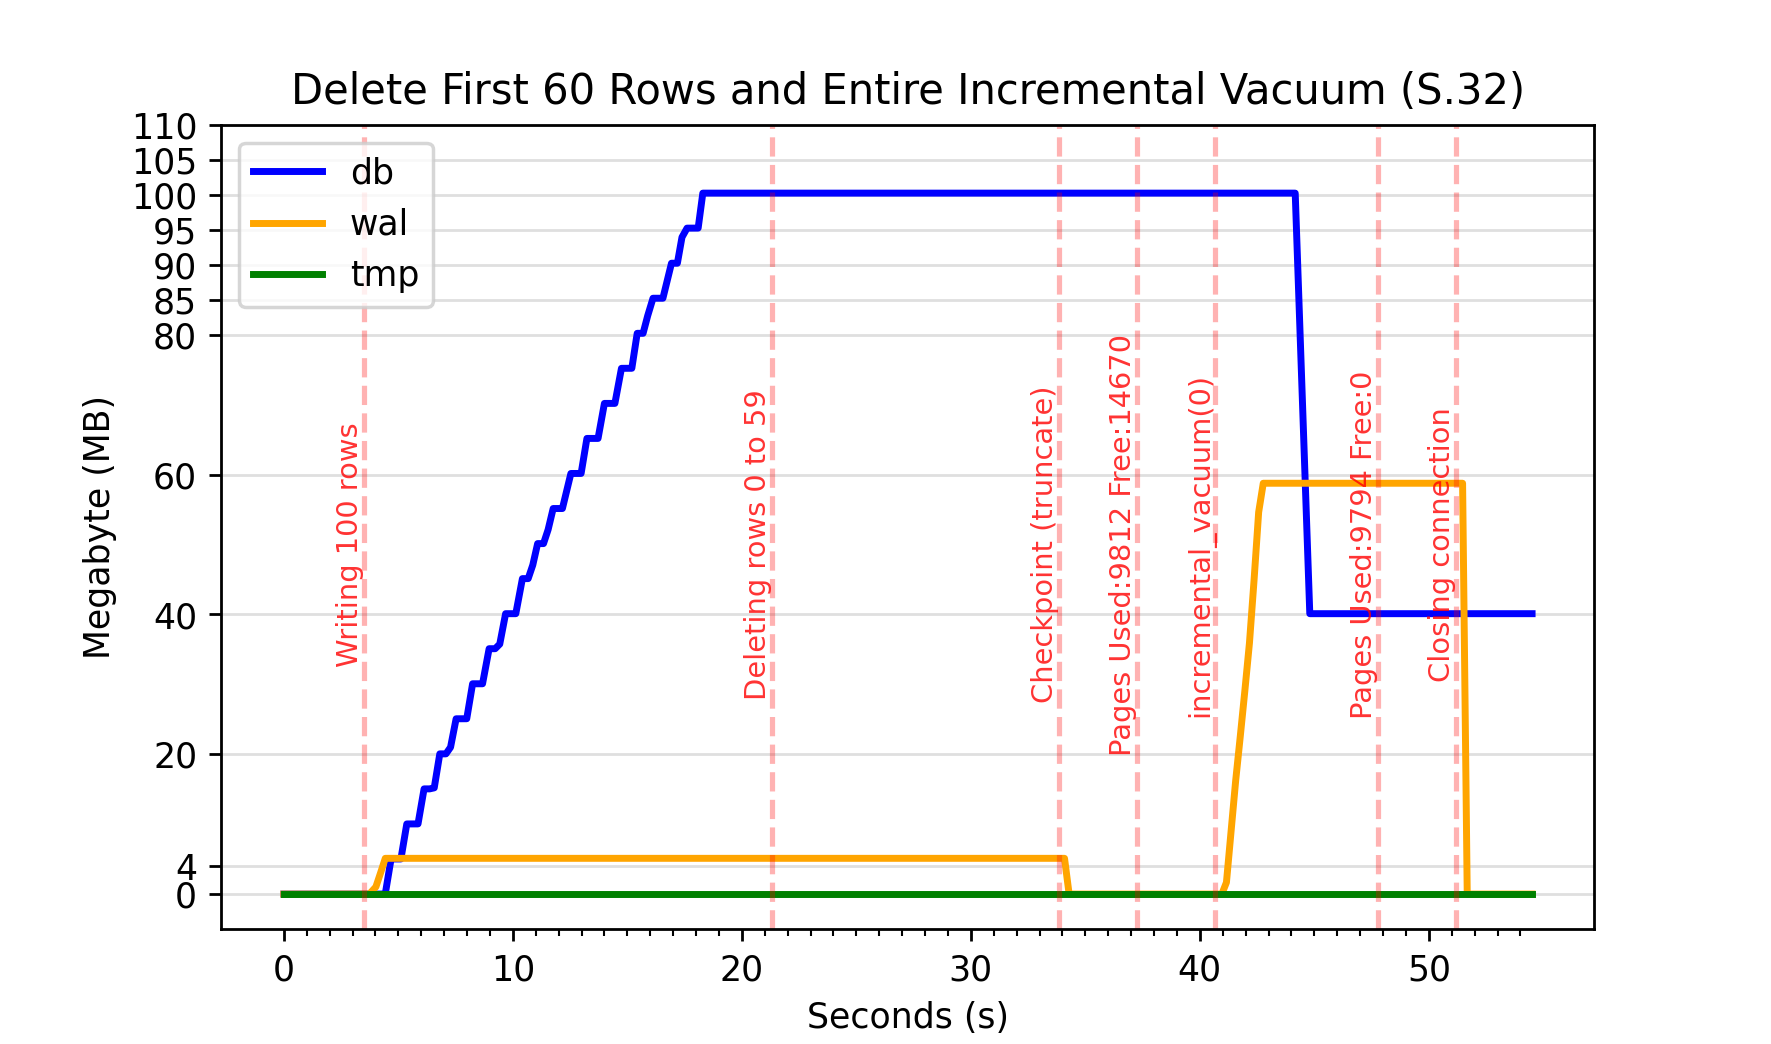 Delete First 60 Rows and Entire Incremental Vacuum (S.32)
Megabyte (MB)
110
105
100
95
90
85
80
60
40
20
4
0
db
wal
tmp
Writing 100 rows
Deleting rows 0 to 59
Checkpoint (truncate)
Pages Used:9812 Free:14670
incremental_vacuum(0)
Pages Used:9794 Free:0
Closing connection
0
10
20
30
40
50
Seconds (s)